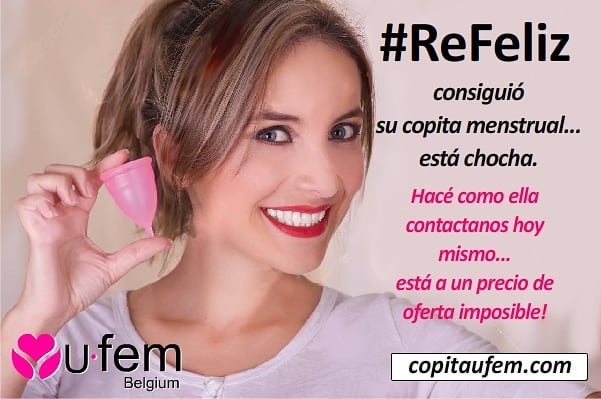 #ReFeliz
consiguió
su copita menstrual...
está chocha.
Hacé como ella
contactanos hoy
mismo...
está a un precio de
oferta imposible!
u·fem
Belgium
copitaufem.com